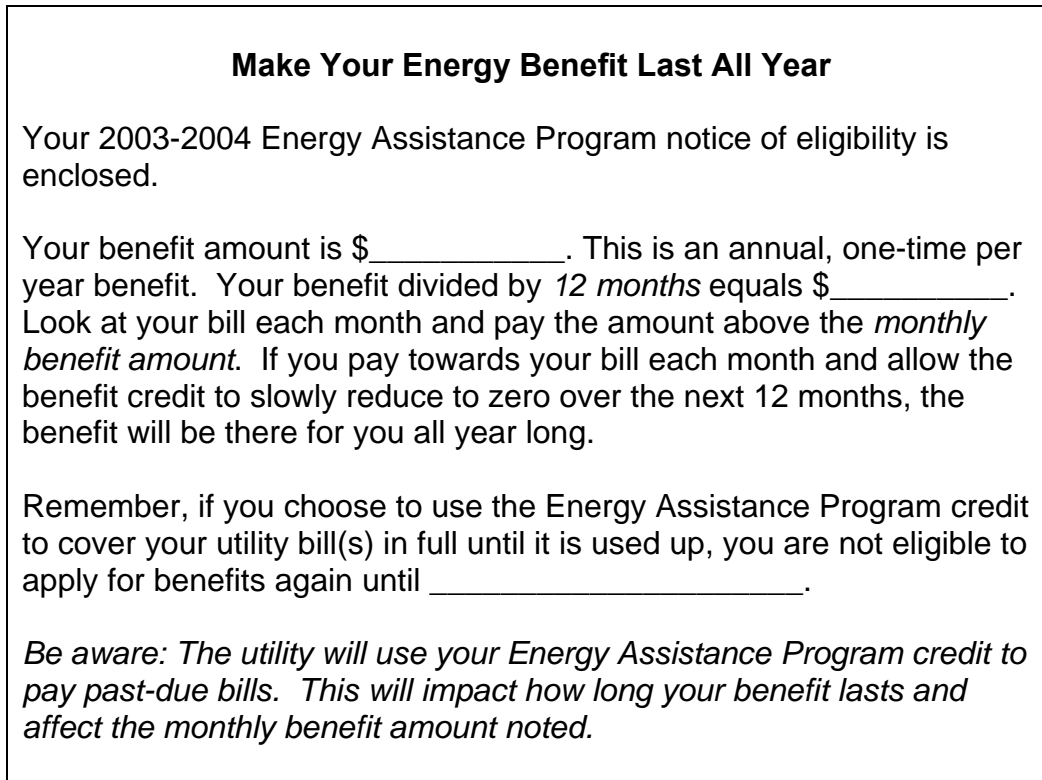 Make Your Energy Benefit Last All Year
Your 2003-2004 Energy Assistance Program notice of eligibility is
enclosed.
Your benefit amount is $___________. This is an annual, one-time per
year benefit.  Your benefit divided by 12 months equals $__________.
Look at your bill each month and pay the amount above the monthly
benefit amount.  If you pay towards your bill each month and allow the
benefit credit to slowly reduce to zero over the next 12 months, the
benefit will be there for you all year long.
Remember, if you choose to use the Energy Assistance Program credit
to cover your utility bill(s) in full until it is used up, you are not eligible to
apply for benefits again until _____________________.
Be aware: The utility will use your Energy Assistance Program credit to
pay past-due bills.  This will impact how long your benefit lasts and
affect the monthly benefit amount noted.